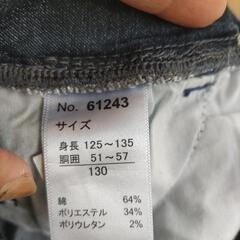 No. 61243
サイズ
身長 125～135
胴囲 51～57
130
綿 64%
ポリエステル 34%
ポリウレタン 2%